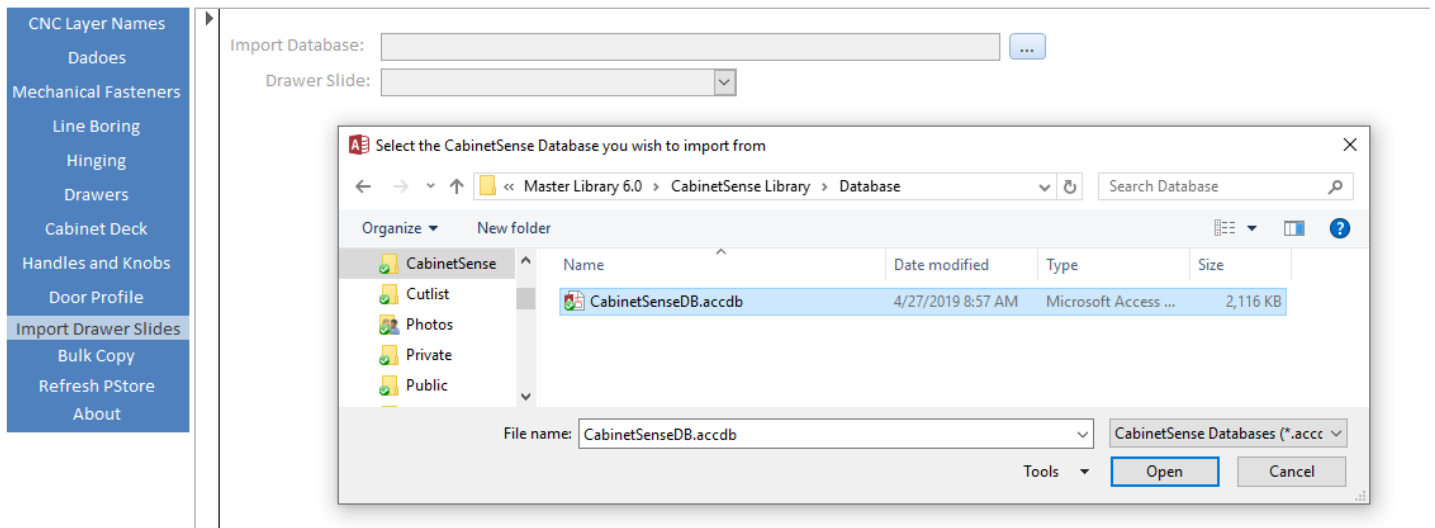 CNC Layer Names
Dadoes
Mechanical Fasteners
Line Boring
Hinging
Drawers
Cabinet Deck
Handles and Knobs
Door Profile
Import Drawer Slides
Bulk Copy
Refresh PStore
About
Import Database:
...
Drawer Slide:
Select the CabinetSense Database you wish to import from
« Master Library 6.0 › CabinetSense Library › Database
Search Database
Organize
New folder
?
CabinetSense
Cutlist
Photos
Private
Public
Name Date modified Type Size
CabinetSenseDB.accdb 4/27/2019 8:57 AM Microsoft Access ... 2,116 KB
File name: CabinetSenseDB.accdb CabinetSense Databases (*.accc
Tools Open Cancel